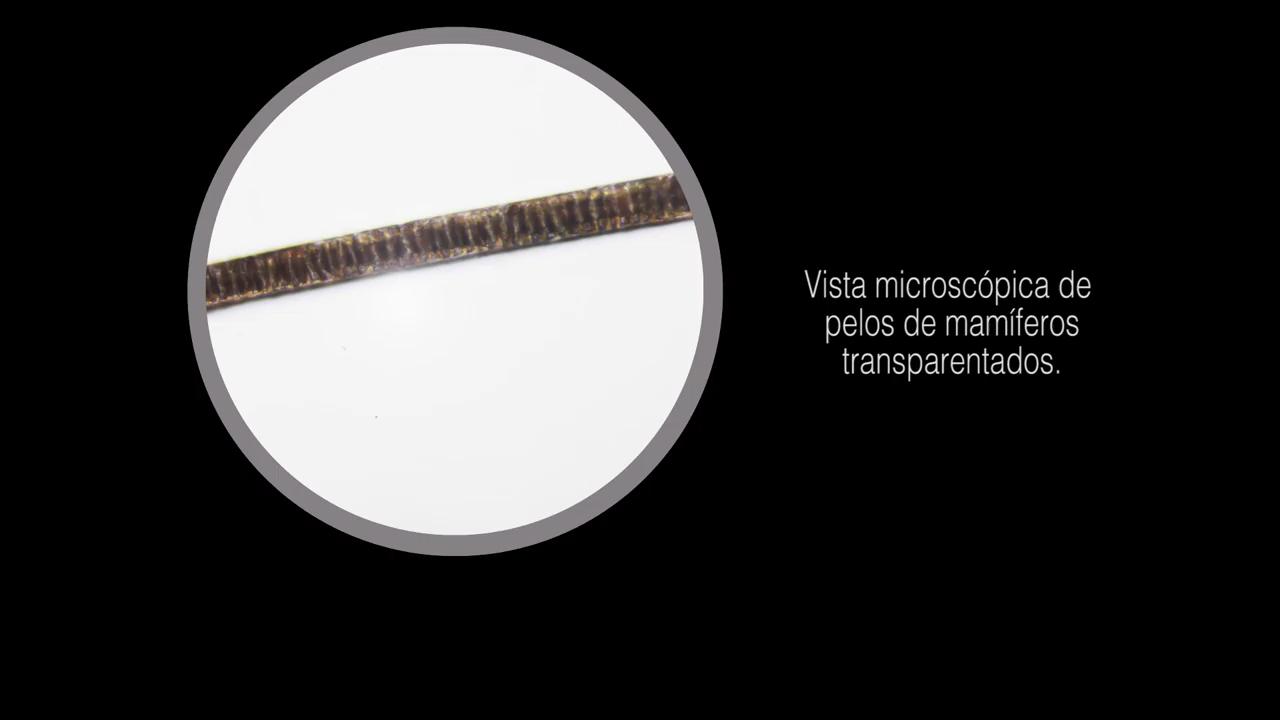 Vista microscópica de
pelos de mamíferos
transparentados.